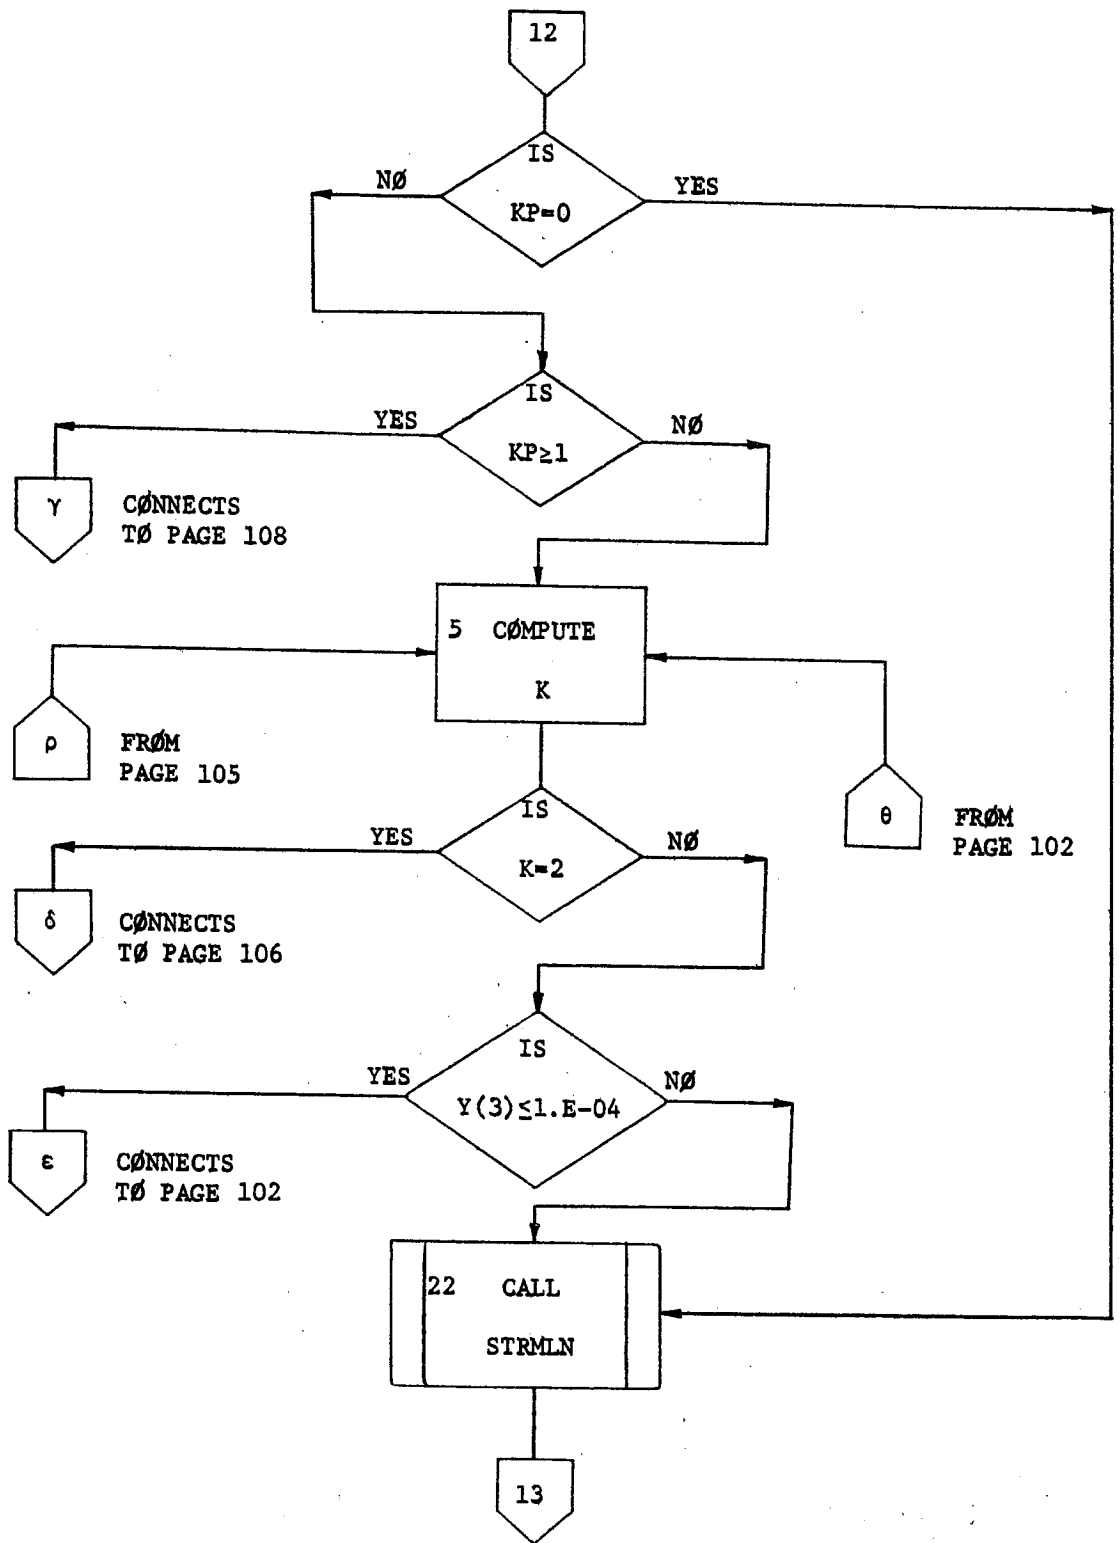 12
IS
KP=0
NØ
YES
IS
KP≥1
YES
NØ
γ
CØNNECTS
TØ PAGE 108
5 CØMPUTE
K
ρ
FRØM
PAGE 105
θ
FRØM
PAGE 102
IS
K=2
YES
NØ
δ
CØNNECTS
TØ PAGE 106
IS
Y(3)≤1.E-04
YES
NØ
ε
CØNNECTS
TØ PAGE 102
22 CALL
STRMLN
13